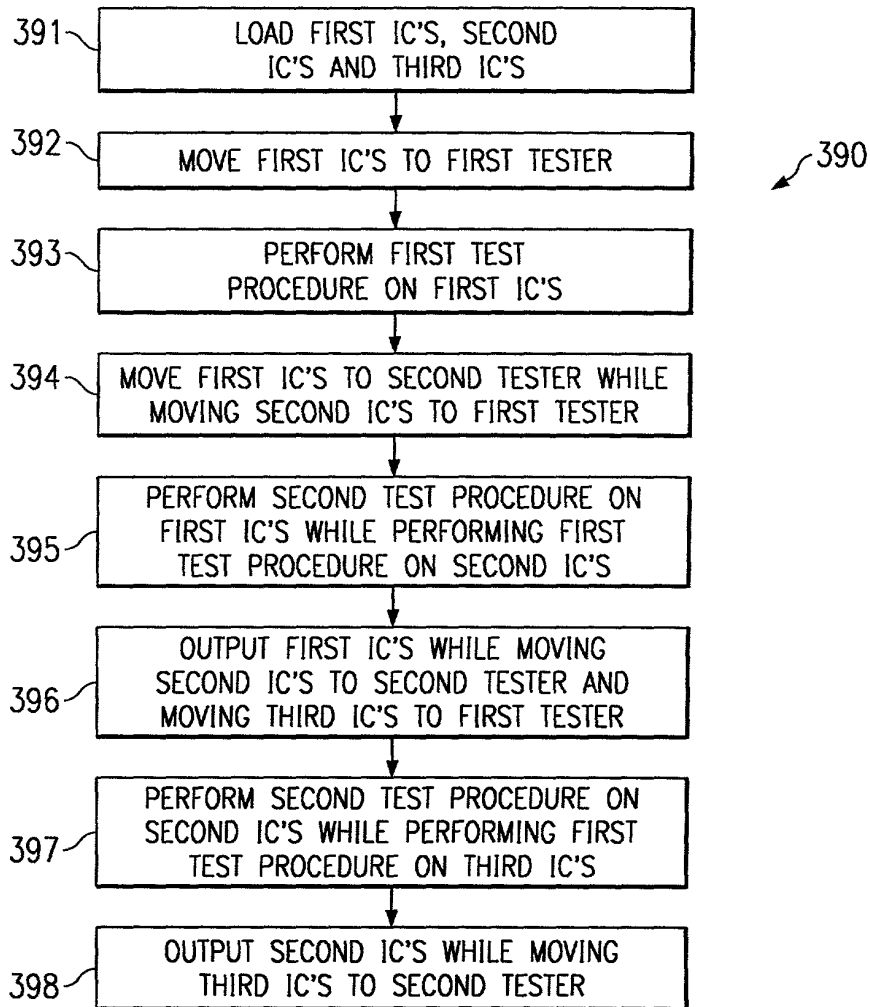 391
LOAD FIRST IC'S, SECOND
IC'S AND THIRD IC'S
392
MOVE FIRST IC'S TO FIRST TESTER
390
393
PERFORM FIRST TEST
PROCEDURE ON FIRST IC'S
394
MOVE FIRST IC'S TO SECOND TESTER WHILE
MOVING SECOND IC'S TO FIRST TESTER
395
PERFORM SECOND TEST PROCEDURE ON
FIRST IC'S WHILE PERFORMING FIRST
TEST PROCEDURE ON SECOND IC'S
396
OUTPUT FIRST IC'S WHILE MOVING
SECOND IC'S TO SECOND TESTER AND
MOVING THIRD IC'S TO FIRST TESTER
397
PERFORM SECOND TEST PROCEDURE ON
SECOND IC'S WHILE PERFORMING FIRST
TEST PROCEDURE ON THIRD IC'S
398
OUTPUT SECOND IC'S WHILE MOVING
THIRD IC'S TO SECOND TESTER